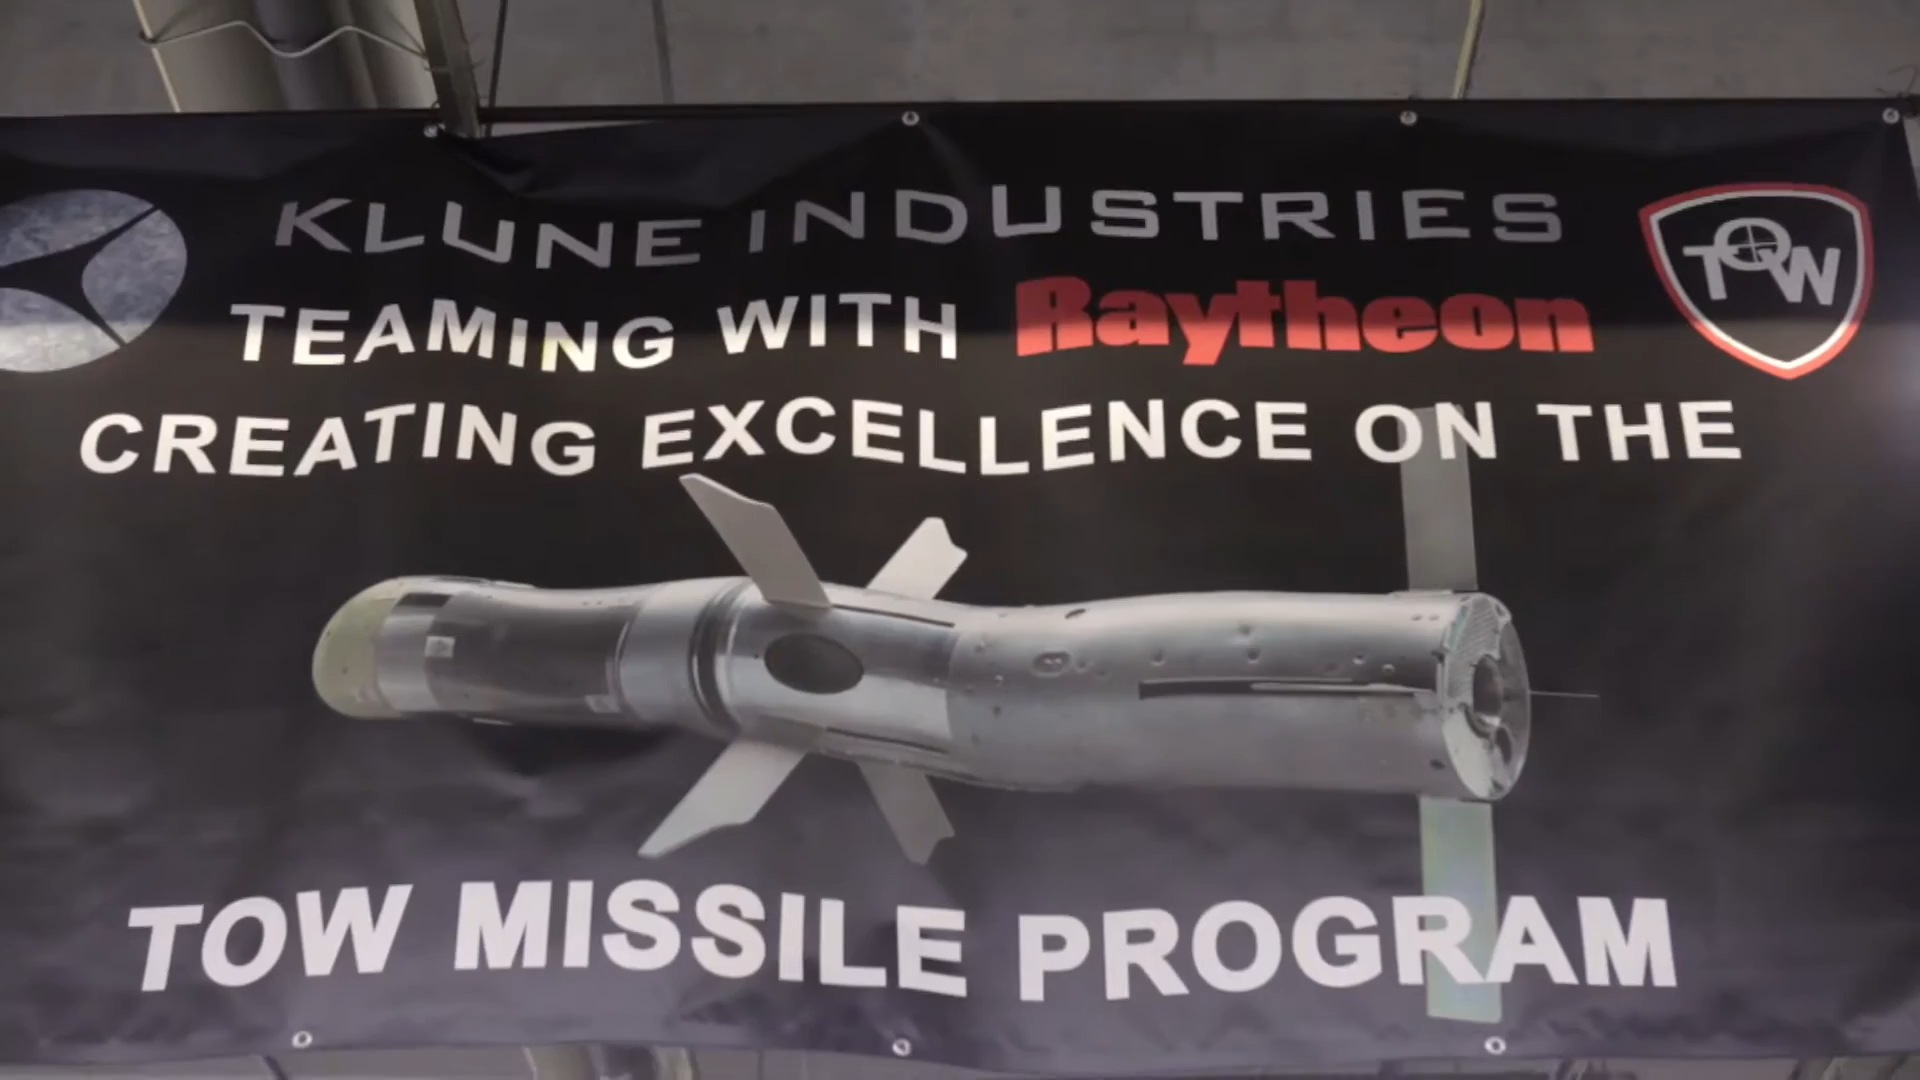 KLUNE INDUSTRIES
TOW
TEAMING WITH Raytheon
CREATING EXCELLENCE ON THE
TOW MISSILE PROGRAM